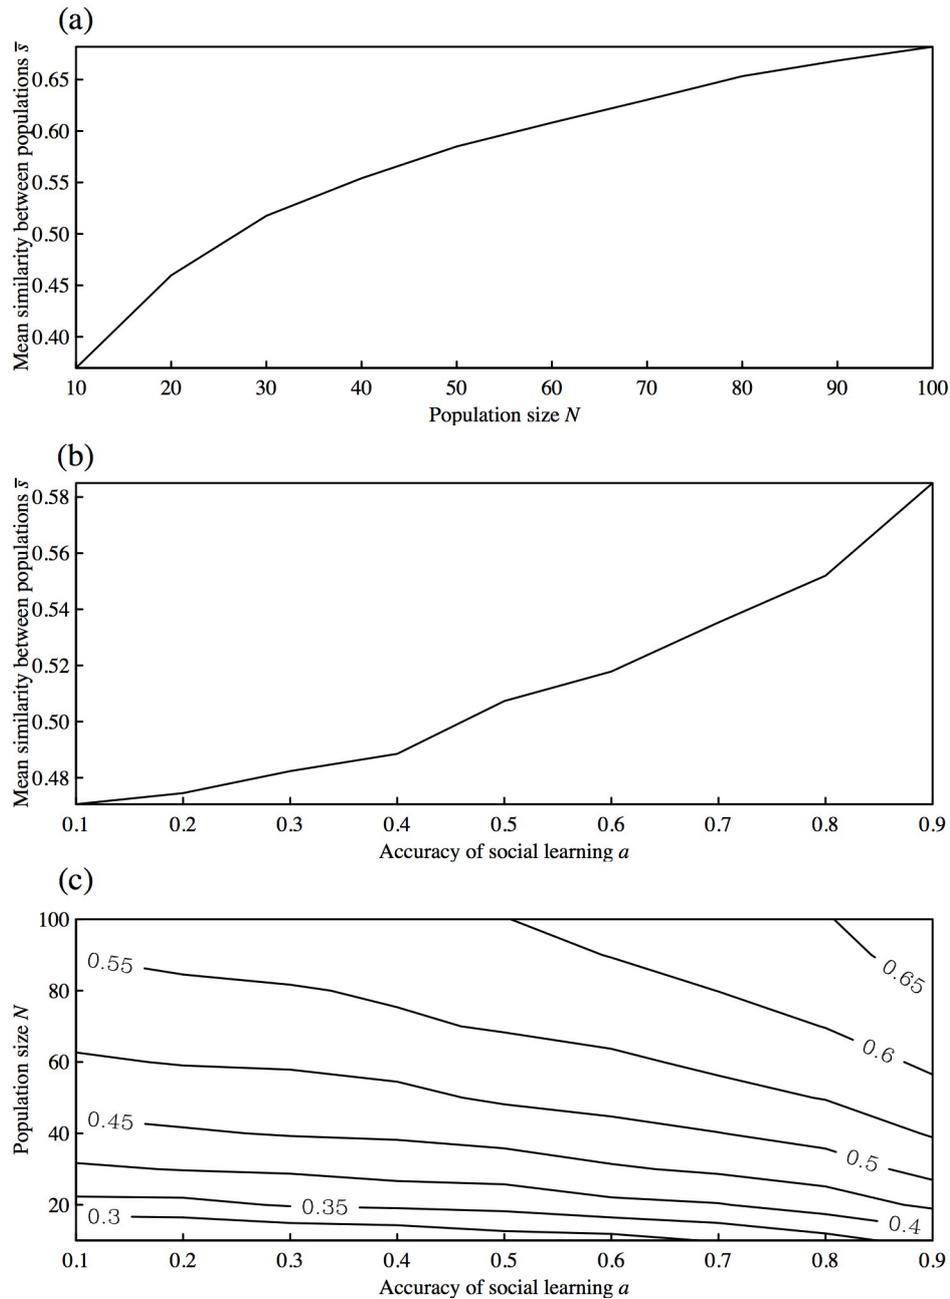 (a)
Mean similarity between populations s̄
0.65
0.60
0.55
0.50
0.45
0.40
10 20 30 40 50 60 70 80 90 100
Population size N
(b)
Mean similarity between populations s̄
0.58
0.56
0.54
0.52
0.50
0.48
0.1 0.2 0.3 0.4 0.5 0.6 0.7 0.8 0.9
Accuracy of social learning a
(c)
Population size N
100
80
60
40
20
0.55
0.65
0.6
0.45
0.5
0.35
0.3
0.4
0.1 0.2 0.3 0.4 0.5 0.6 0.7 0.8 0.9
Accuracy of social learning a